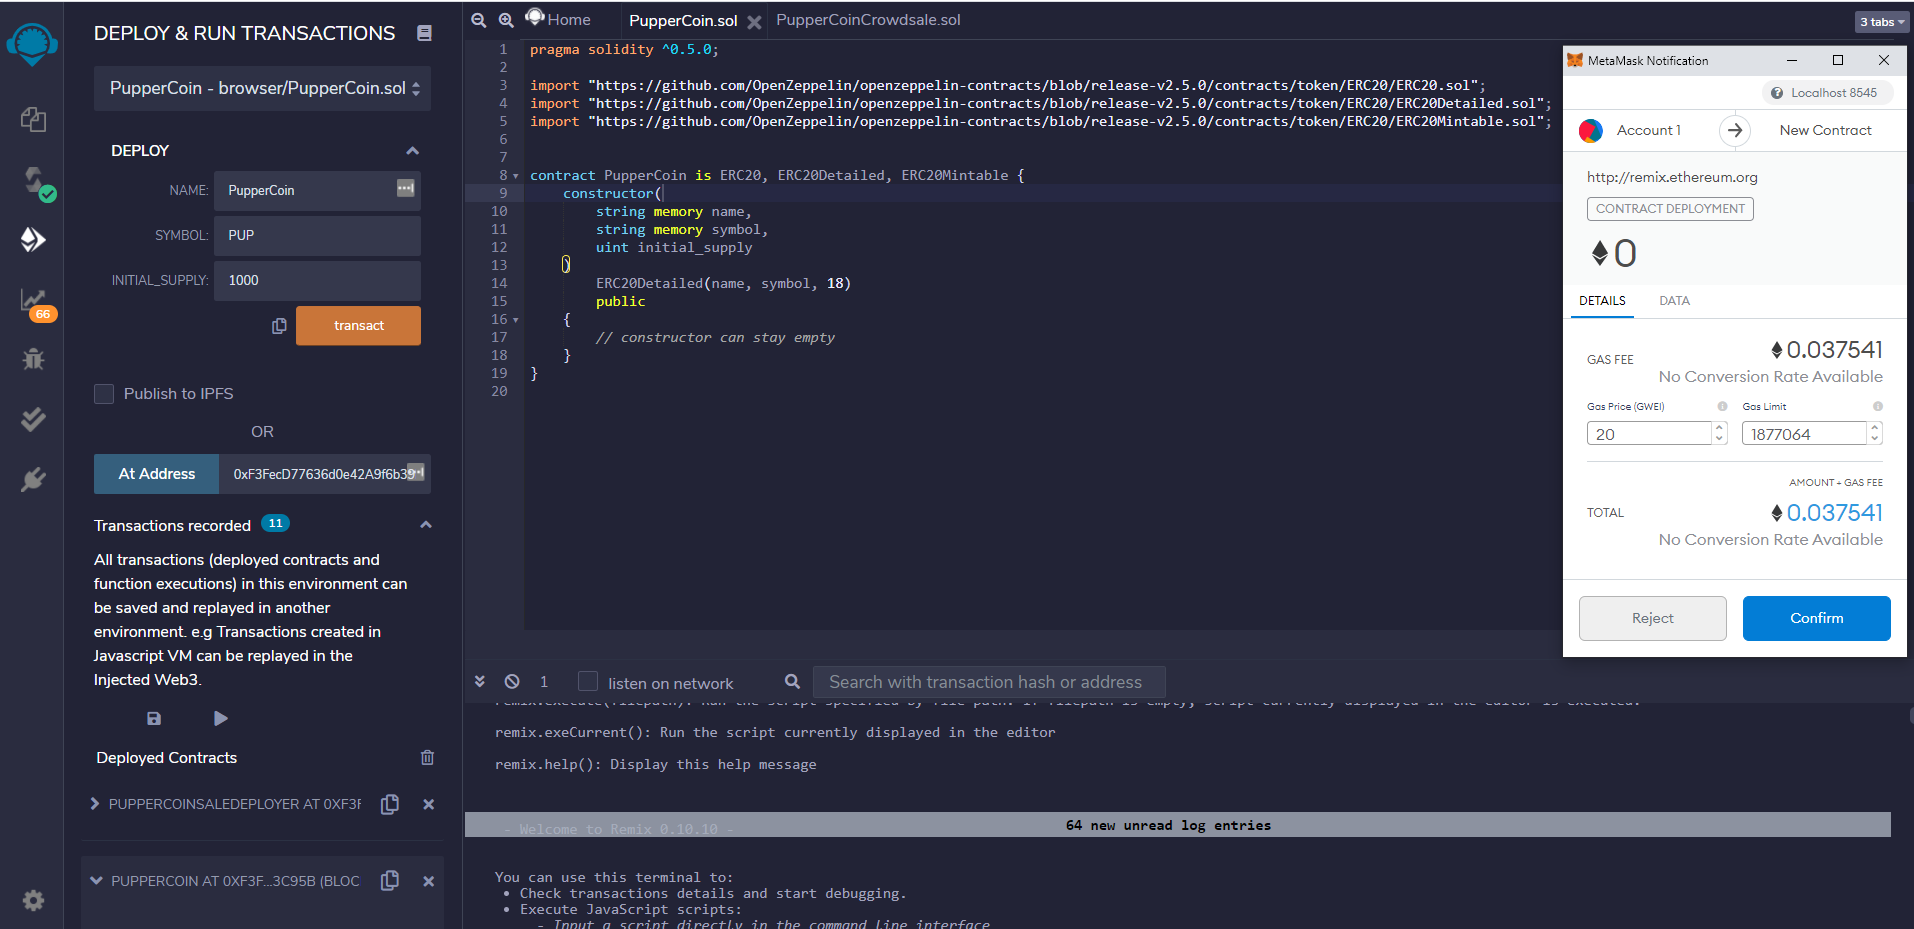 DEPLOY & RUN TRANSACTIONS
PupperCoin - browser/PupperCoin.sol
DEPLOY
NAME: PupperCoin
SYMBOL: PUP
INITIAL_SUPPLY: 1000
transact
66
Publish to IPFS
OR
At Address 0xF3FecD77636d0e42A9f6b39
Transactions recorded 11
All transactions (deployed contracts and
function executions) in this environment can
be saved and replayed in another
environment. e.g Transactions created in
Javascript VM can be replayed in the
Injected Web3.
Deployed Contracts
PUPPERCOINSALEDEPLOYER AT 0XF3F
PUPPERCOIN AT 0XF3F...3C95B (BLOC
Home PupperCoin.sol PupperCoinCrowdsale.sol
3 tabs
1 pragma solidity ^0.5.0;
2
3 import "https://github.com/OpenZeppelin/openzeppelin-contracts/blob/release-v2.5.0/contracts/token/ERC20/ERC20.sol";
4 import "https://github.com/OpenZeppelin/openzeppelin-contracts/blob/release-v2.5.0/contracts/token/ERC20/ERC20Detailed.sol";
5 import "https://github.com/OpenZeppelin/openzeppelin-contracts/blob/release-v2.5.0/contracts/token/ERC20/ERC20Mintable.sol";
6
7
8 contract PupperCoin is ERC20, ERC20Detailed, ERC20Mintable {
9 constructor(
10 string memory name,
11 string memory symbol,
12 uint initial_supply
13 )
14 ERC20Detailed(name, symbol, 18)
15 public
16 {
17 // constructor can stay empty
18 }
19 }
20
MetaMask Notification
Localhost 8545
Account 1 New Contract
http://remix.ethereum.org
CONTRACT DEPLOYMENT
0
DETAILS DATA
GAS FEE 0.037541
No Conversion Rate Available
Gas Price (GWEI) Gas Limit
20 1877064
AMOUNT + GAS FEE
TOTAL 0.037541
No Conversion Rate Available
Reject Confirm
1 listen on network Search with transaction hash or address
remix.execute(filepath): Run the script specified by file path. If filepath is empty, script currently displayed in the editor is executed.
remix.exeCurrent(): Run the script currently displayed in the editor
remix.help(): Display this help message
- Welcome to Remix 0.10.10 -
64 new unread log entries
You can use this terminal to:
• Check transactions details and start debugging.
• Execute JavaScript scripts:
- Input a script directly in the command line interface